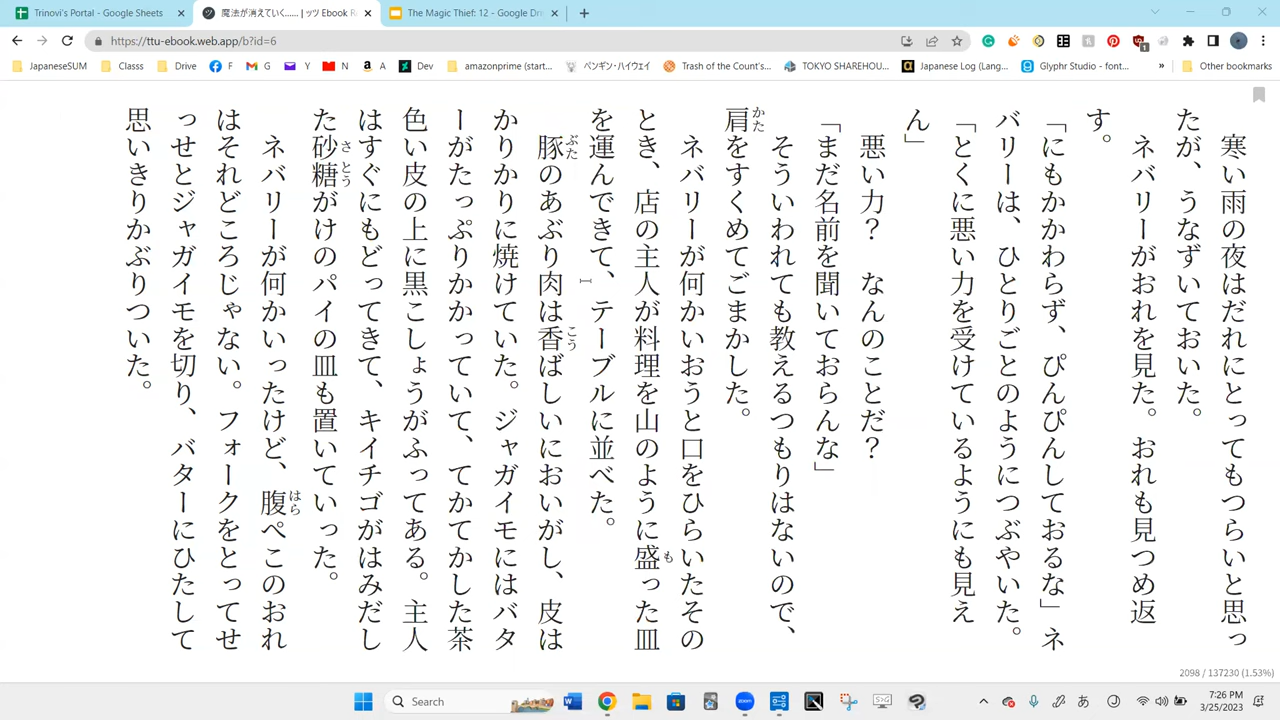 Trinovi's Portal - Google Sheets
魔法が消えていく...... | ッツ Ebook R
The Magic Thief: 12 - Google Dri
https://ttu-ebook.web.app/b?id=6
JapaneseSUM
Classs
Drive
F
G
Y
N
A
Dev
amazonprime (start...
ペンギン・ハイウェイ
Trash of the Count's...
TOKYO SHAREHOU...
Japanese Log (Lang...
Glyphr Studio - font...
Other bookmarks
寒い雨の夜はだれにとってもつらいと思っ
たが、うなずいておいた。
ネバリーがおれを見た。おれも見つめ返
す。
「にもかかわらず、ぴんぴんしておるな」ネ
バリーは、ひとりごとのようにつぶやいた。
「とくに悪い力を受けているようにも見え
ん」
悪い力？　なんのことだ？
「まだ名前を聞いておらんな」
そういわれても教えるつもりはないので、
肩をすくめてごまかした。
かた
ネバリーが何かいおうと口をひらいたその
とき、店の主人が料理を山のように盛った皿
も
を運んできて、テーブルに並べた。
豚のあぶり肉は香ばしいにおいがし、皮は
ぶた
こう
かりかりに焼けていた。ジャガイモにはバタ
ーがたっぷりかかっていて、てかてかした茶
色い皮の上に黒こしょうがふってある。主人
はすぐにもどってきて、キイチゴがはみだし
た砂糖がけのパイの皿も置いていった。
さとう
ネバリーが何かいったけど、腹ぺこのおれ
はら
はそれどころじゃない。フォークをとってせ
っせとジャガイモを切り、バターにひたして
思いきりかぶりついた。
2098 / 137230 (1.53%)
Search
zoom
あ
7:26 PM
3/25/2023